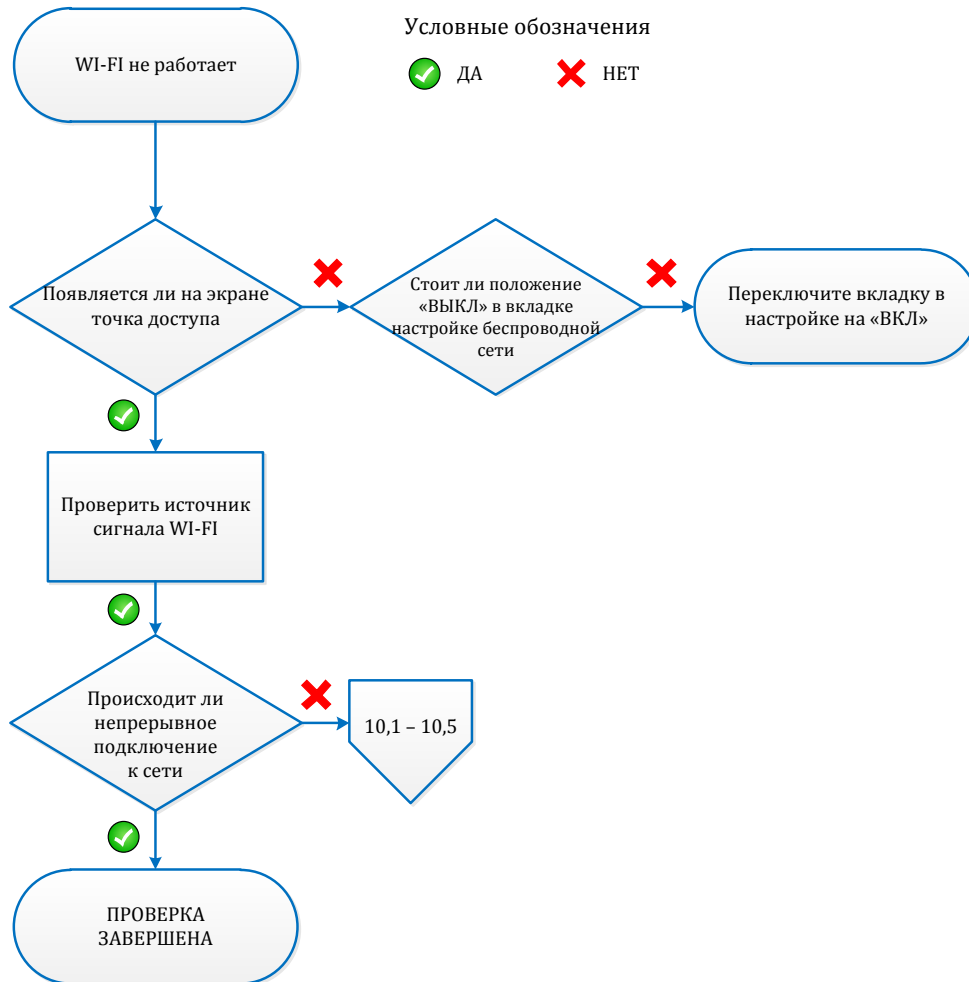 WI-FI не работает
Условные обозначения
ДА
НЕТ
Появляется ли на экране
точка доступа
Стоит ли положение
«ВЫКЛ» в вкладке
настройке беспроводной
сети
Переключите вкладку в
настройке на «ВКЛ»
Проверить источник
сигнала WI-FI
Происходит ли
непрерывное
подключение
к сети
10,1 – 10,5
ПРОВЕРКА
ЗАВЕРШЕНА